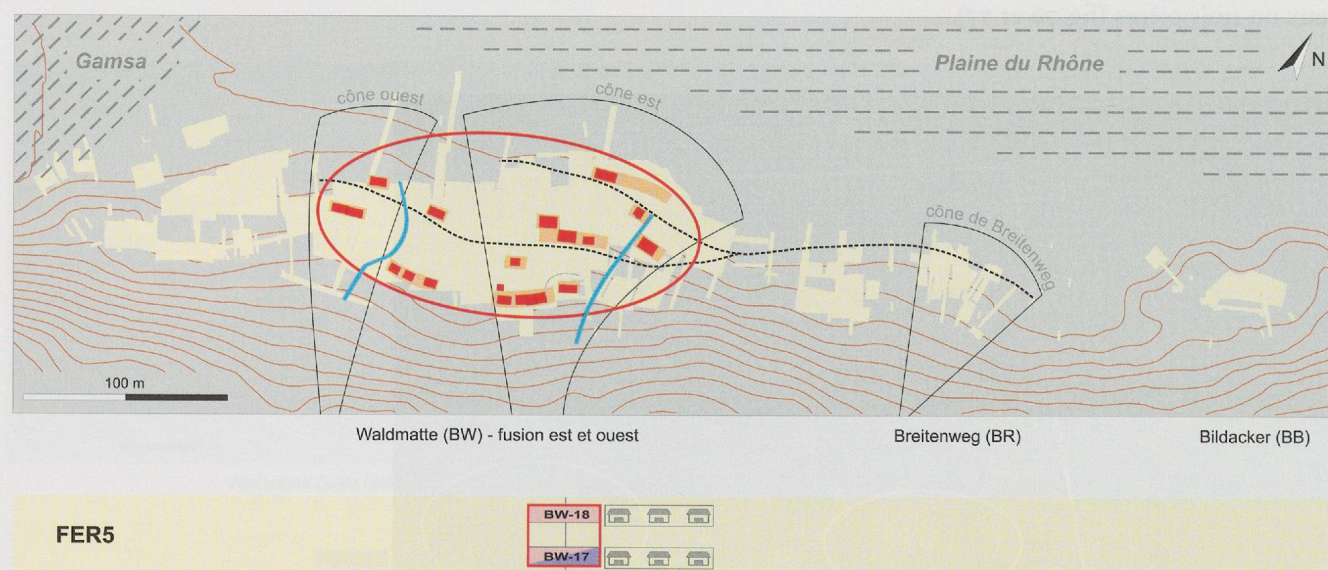 Gamsa
Plaine du Rhône
N
cône ouest
cône est
cône de Breitenweg
100 m
Waldmatte (BW) - fusion est et ouest
Breitenweg (BR)
Bildacker (BB)
FER5
BW-18
BW-17